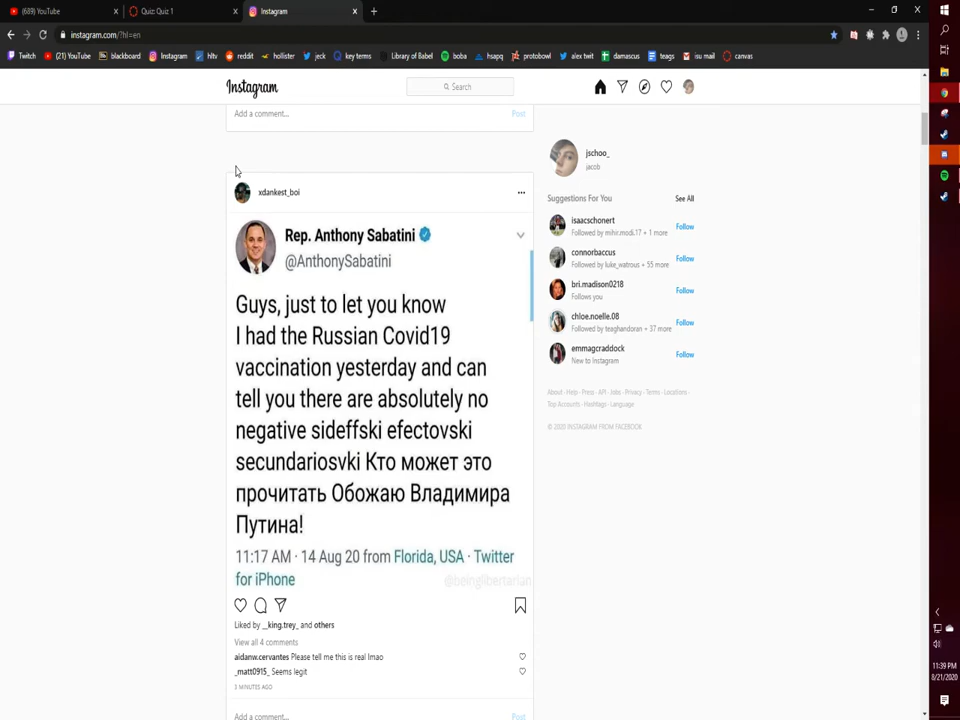 (689) YouTube
Quiz: Quiz 1
Instagram
instagram.com/?hl=en
Twitch
(21) YouTube
blackboard
Instagram
hltv
reddit
hollister
jeck
key terms
Library of Babel
boba
hsapq
protobowl
alex twit
damascus
teags
isu mail
canvas
Instagram
Search
Add a comment...
Post
jschoo_
jacob
xdankest_boi
Suggestions For You
See All
isaacschonert
Followed by mihir.modi.17 + 1 more
Follow
connorbaccus
Followed by luke_watrous + 55 more
Follow
bri.madison0218
Follows you
Follow
chloe.noelle.08
Followed by teaghandoran + 37 more
Follow
emmagcraddock
New to Instagram
Follow
About · Help · Press · API · Jobs · Privacy · Terms · Locations ·
Top Accounts · Hashtags · Language
© 2020 INSTAGRAM FROM FACEBOOK
Rep. Anthony Sabatini
@AnthonySabatini
Guys, just to let you know
I had the Russian Covid19
vaccination yesterday and can
tell you there are absolutely no
negative sideffski efectovski
secundariosvki Кто может это
прочитать Обожаю Владимира
Путина!
11:17 AM · 14 Aug 20 from Florida, USA · Twitter
for iPhone
@beinglibertarian
Liked by __king.trey_ and others
View all 4 comments
aidanw.cervantes Please tell me this is real lmao
_matt0915_ Seems legit
3 MINUTES AGO
Add a comment...
Post
11:39 PM
8/21/2020